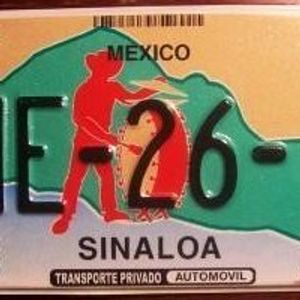 MEXICO
E-26-
SINALOA
TRANSPORTE PRIVADO AUTOMOVIL